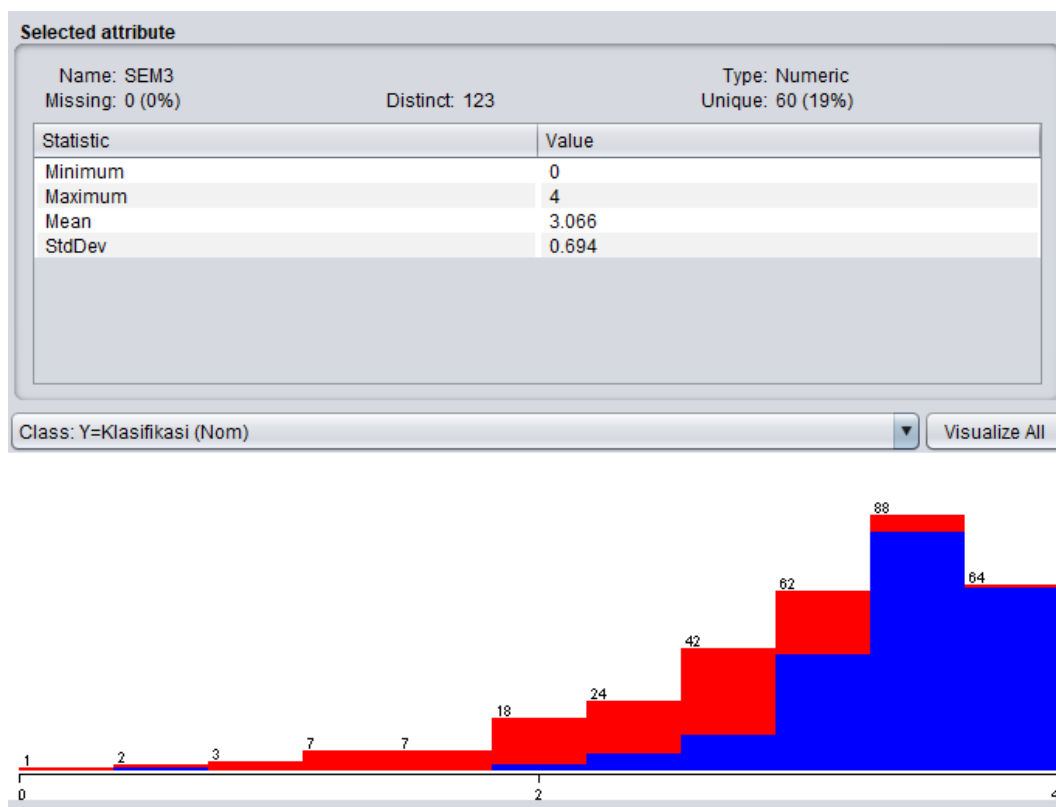 Selected attribute
Name: SEM3 Type: Numeric
Missing: 0 (0%) Distinct: 123 Unique: 60 (19%)
Statistic Value
Minimum 0
Maximum 4
Mean 3.066
StdDev 0.694
Class: Y=Klasifikasi (Nom) Visualize All
88
64
62
42
24
18
7 7
3
2
1
0 2 4